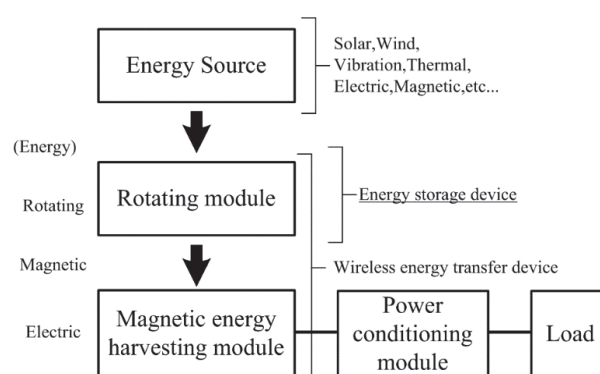 Energy Source
Solar,Wind,
Vibration,Thermal,
Electric,Magnetic,etc...
(Energy)
Rotating
Rotating module
Energy storage device
Magnetic
Wireless energy transfer device
Electric
Magnetic energy
harvesting module
Power
conditioning
module
Load